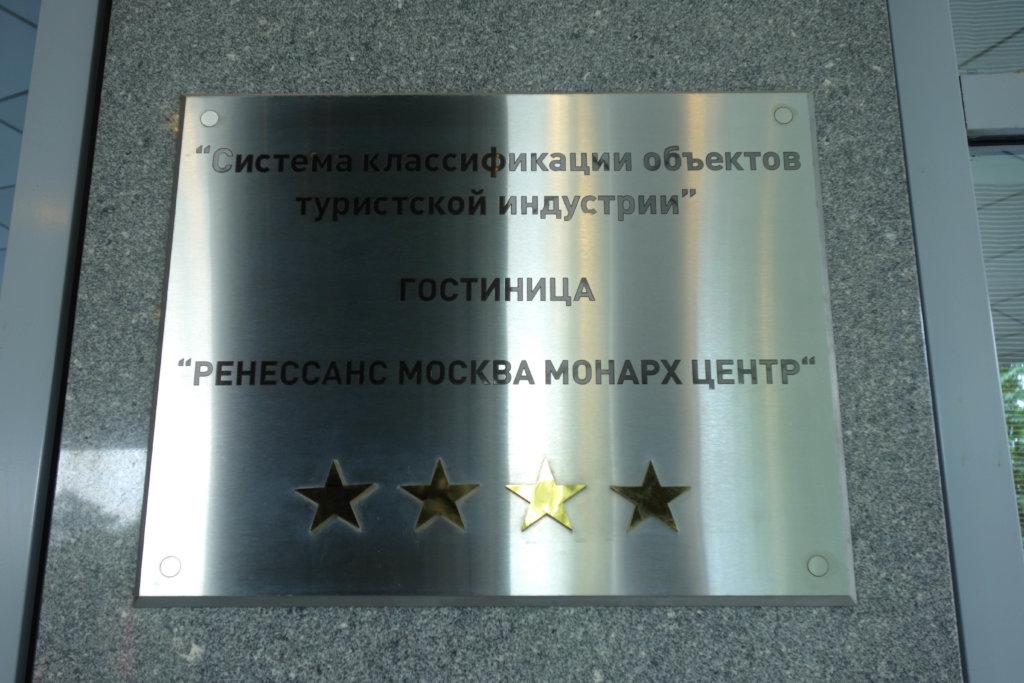 “Система классификации объектов
туристской индустрии”
ГОСТИНИЦА
“РЕНЕССАНС МОСКВА МОНАРХ ЦЕНТР“